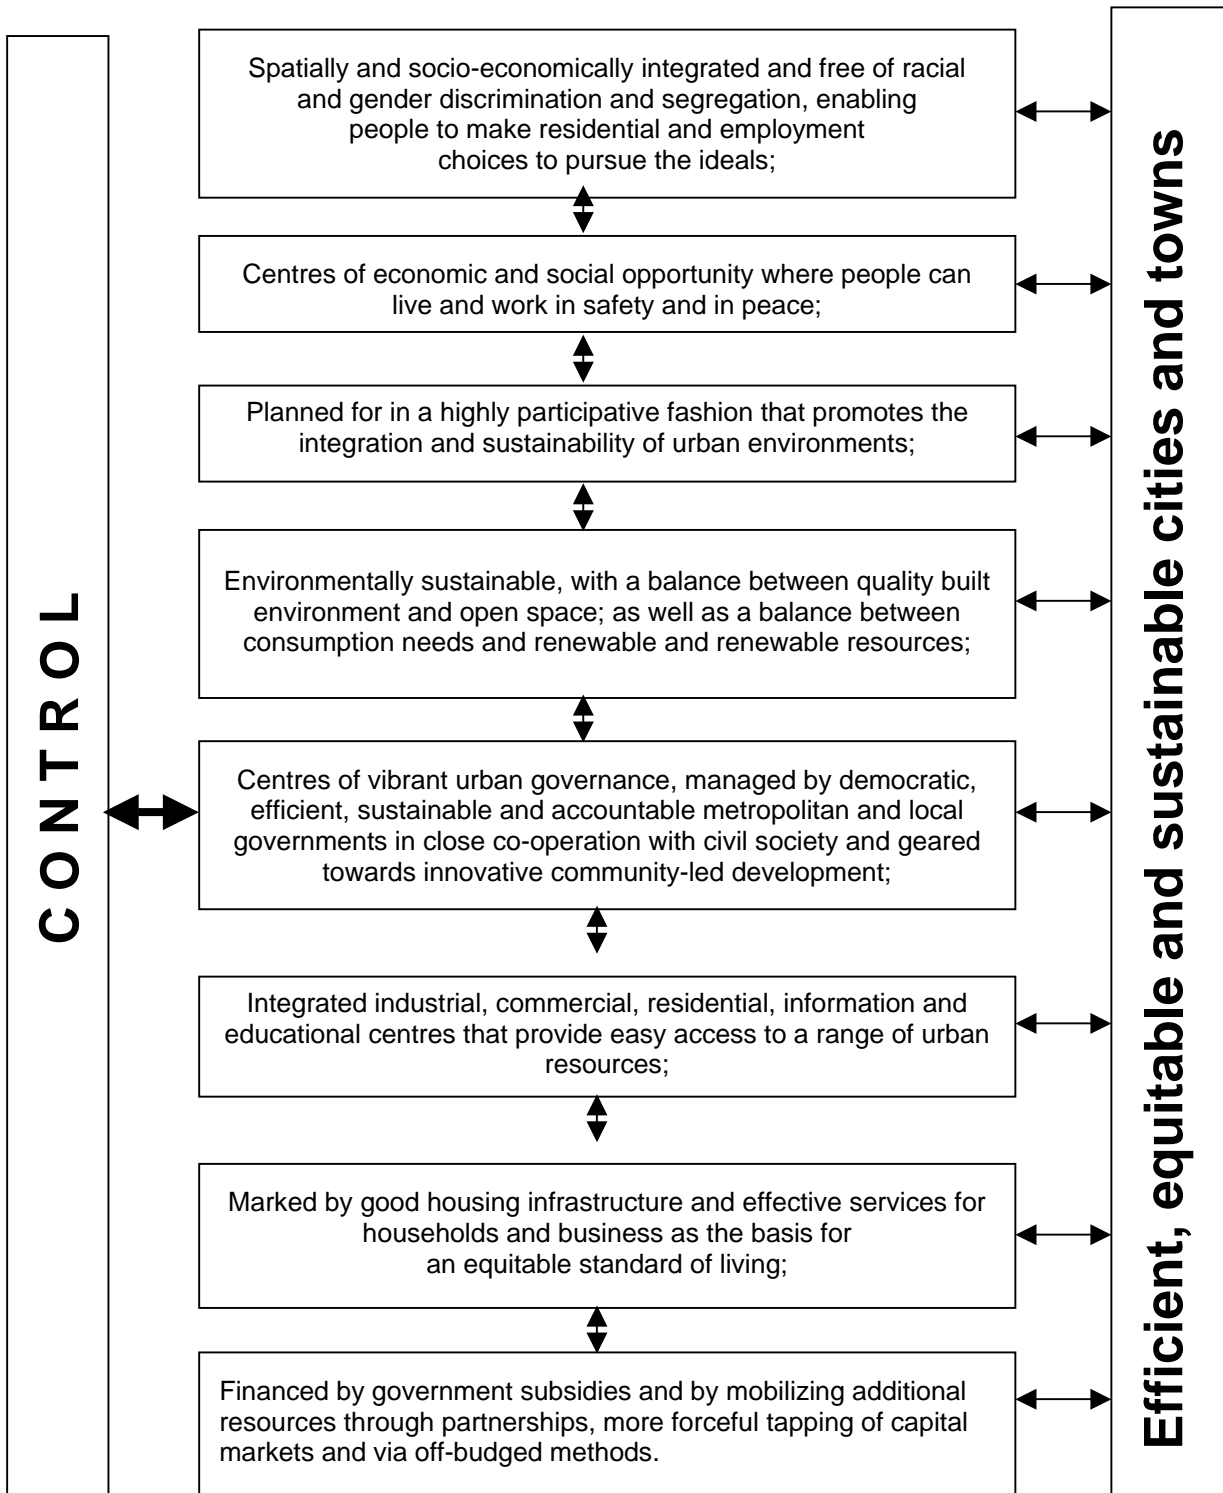 CONTROL
Spatially and socio-economically integrated and free of racial
and gender discrimination and segregation, enabling
people to make residential and employment
choices to pursue the ideals;
Centres of economic and social opportunity where people can
live and work in safety and in peace;
Planned for in a highly participative fashion that promotes the
integration and sustainability of urban environments;
Environmentally sustainable, with a balance between quality built
environment and open space; as well as a balance between
consumption needs and renewable and renewable resources;
Centres of vibrant urban governance, managed by democratic,
efficient, sustainable and accountable metropolitan and local
governments in close co-operation with civil society and geared
towards innovative community-led development;
Integrated industrial, commercial, residential, information and
educational centres that provide easy access to a range of urban
resources;
Marked by good housing infrastructure and effective services for
households and business as the basis for
an equitable standard of living;
Financed by government subsidies and by mobilizing additional
resources through partnerships, more forceful tapping of capital
markets and via off-budged methods.
Efficient, equitable and sustainable cities and towns